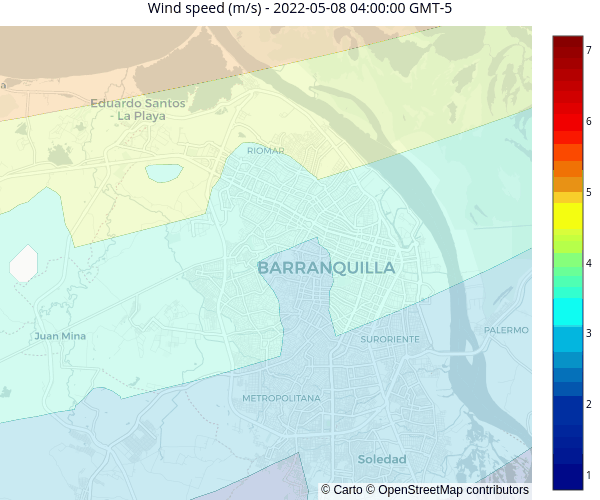 Wind speed (m/s) - 2022-05-08 04:00:00 GMT-5
7
a
Eduardo Santos
- La Playa
6
RIOMAR
5
4
BARRANQUILLA
3
Juan Mina
SURORIENTE
PALERMO
2
METROPOLITANA
Soledad
1
© Carto © OpenStreetMap contributors